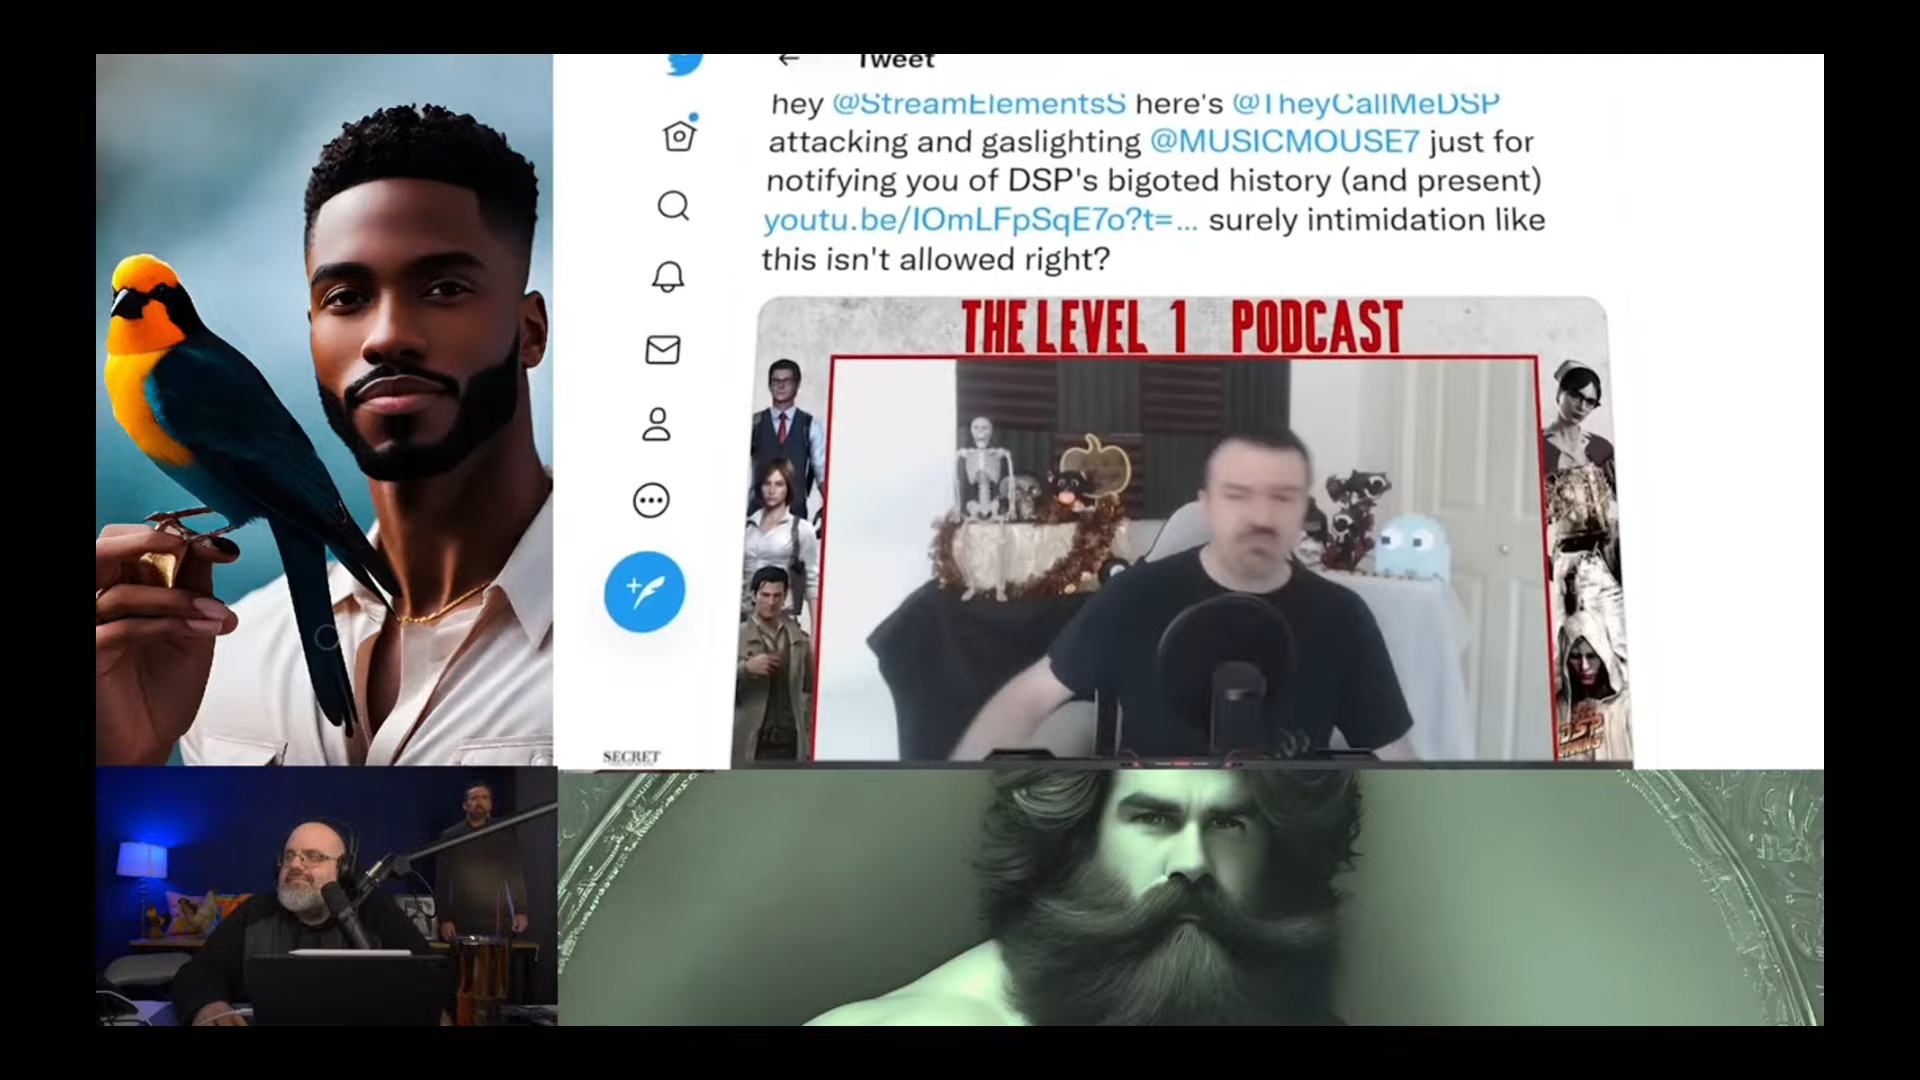 Tweet
hey @StreamElementsS here's @TheyCallMeDSP
attacking and gaslighting @MUSICMOUSE7 just for
notifying you of DSP's bigoted history (and present)
youtu.be/IOmLFpSqE7o?t=... surely intimidation like
this isn't allowed right?
THE LEVEL 1 PODCAST
DSP
SECRET